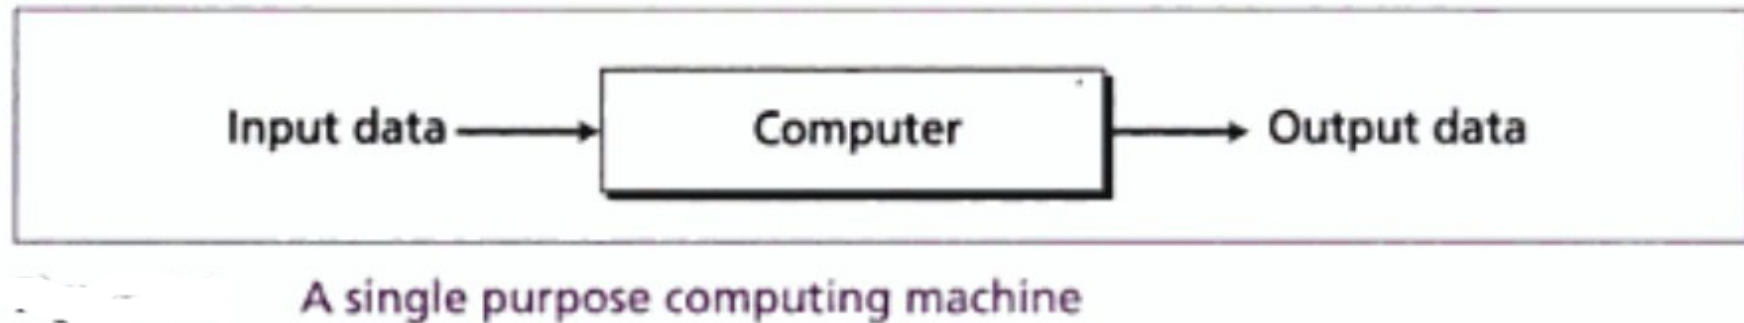 Input data Computer Output data
A single purpose computing machine